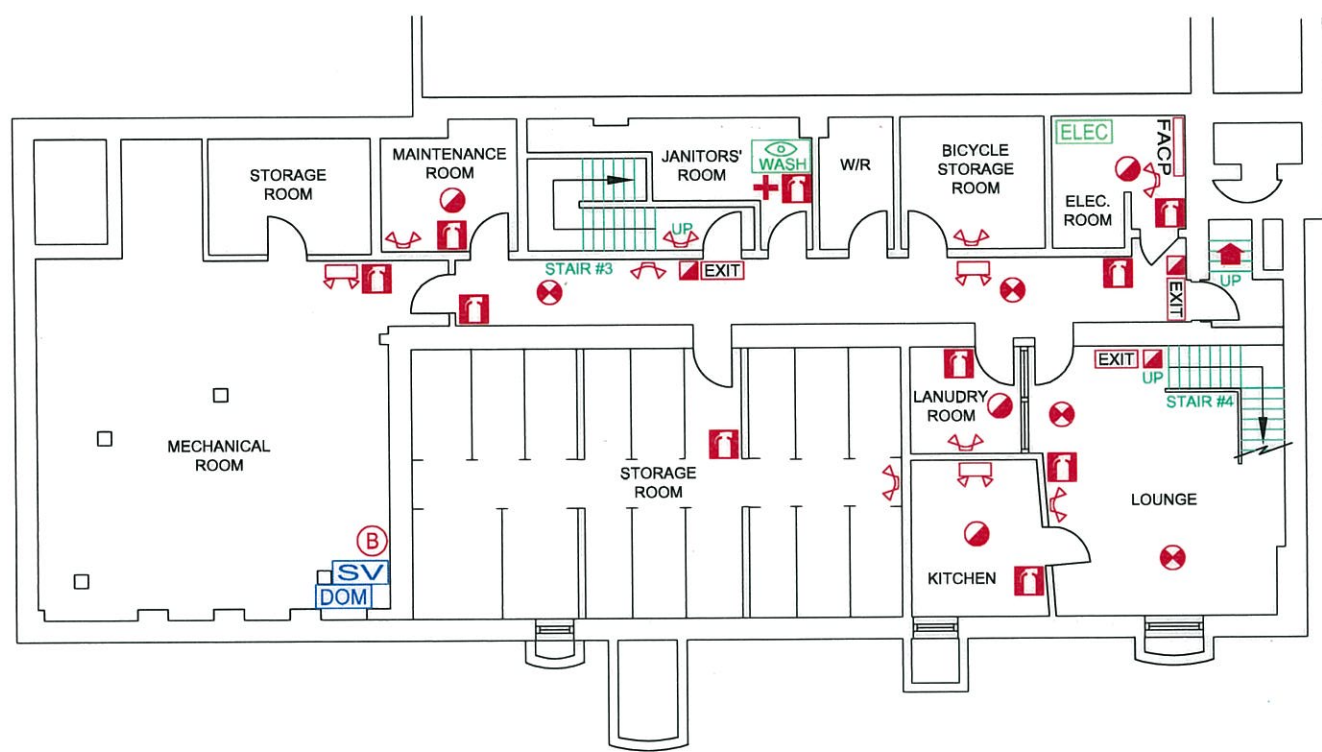 STORAGE
ROOM
MAINTENANCE
ROOM
JANITORS'
ROOM
WASH
W/R
BICYCLE
STORAGE
ROOM
ELEC
FACP
ELEC.
ROOM
UP
STAIR #3
EXIT
EXIT
UP
EXIT
UP
STAIR #4
LANUDRY
ROOM
MECHANICAL
ROOM
STORAGE
ROOM
LOUNGE
B
SV
DOM
KITCHEN